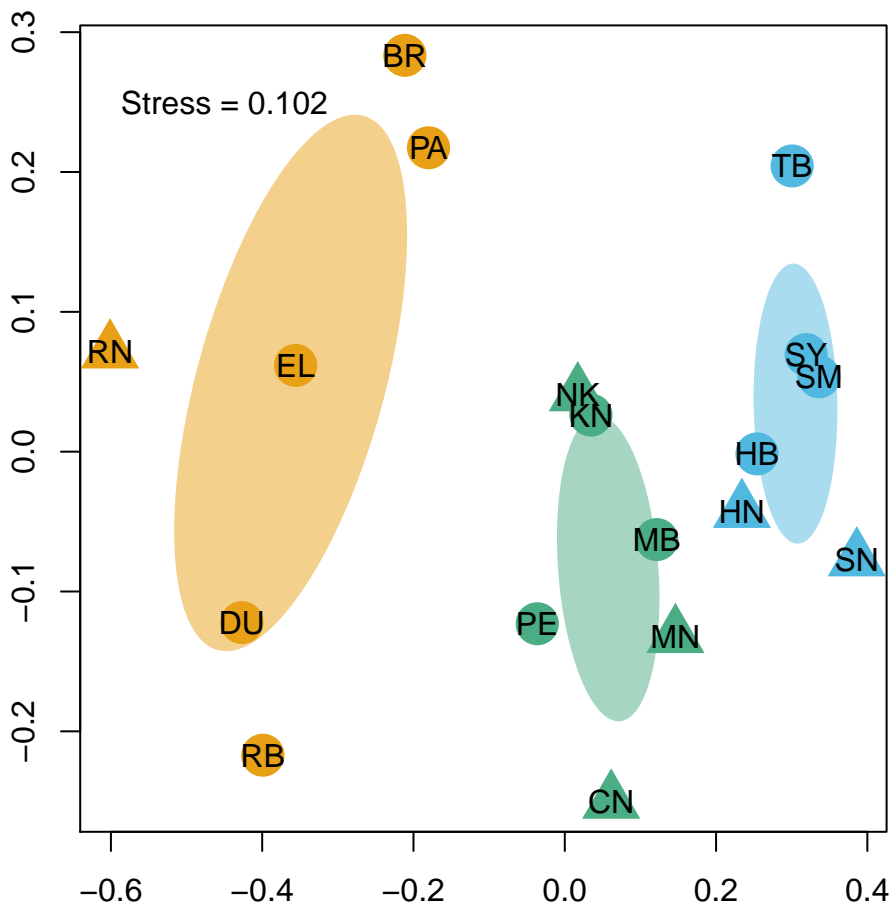 0.3
0.2
0.1
0.0
−0.1
−0.2
Stress = 0.102
BR
PA
TB
RN
EL
SY
SM
NK
KN
HB
HN
MB
SN
DU
PE
MN
RB
CN
−0.6
−0.4
−0.2
0.0
0.2
0.4